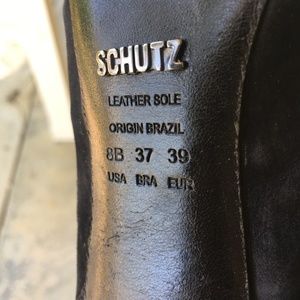 SCHUTZ
LEATHER SOLE
ORIGIN BRAZIL
8B 37 39
USA BRA EUR